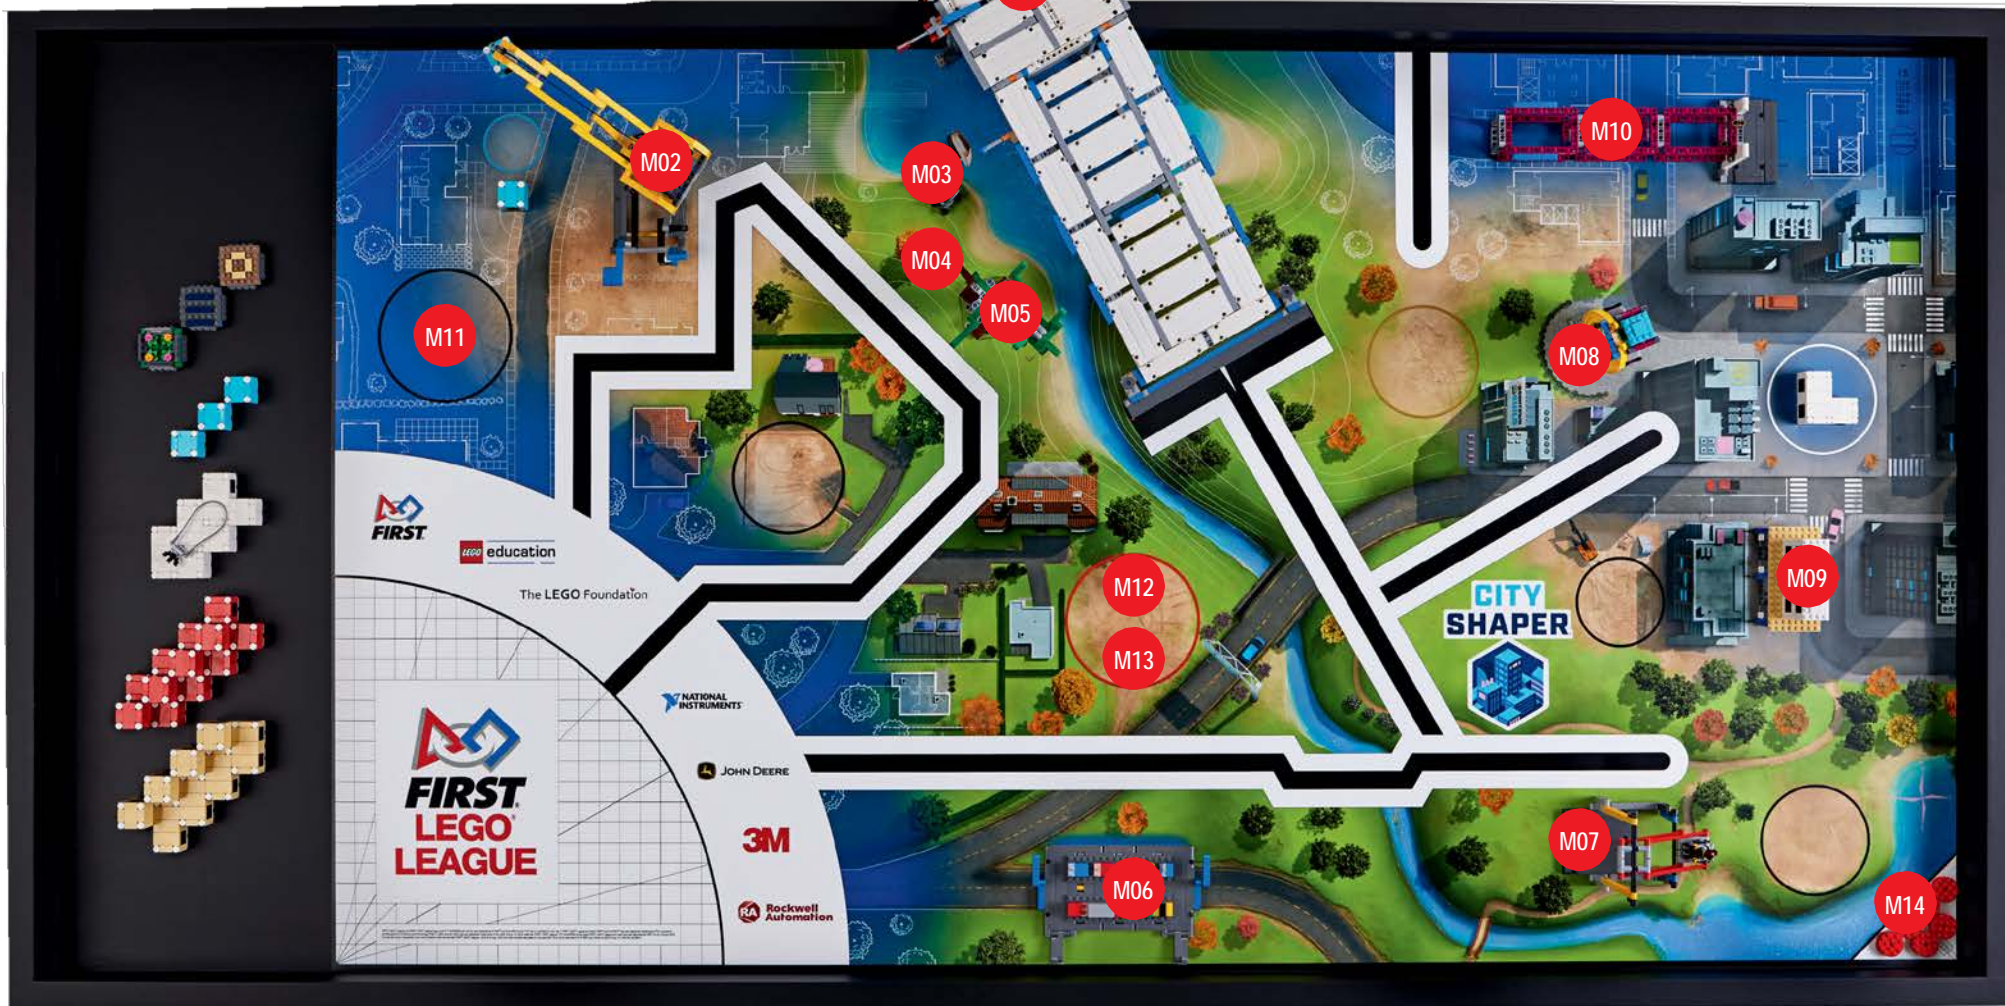 M02
M03
M10
M04
M05
M11
M08
FIRST
LEGO education
The LEGO Foundation
M12
M13
M09
CITY
SHAPER
NATIONAL
INSTRUMENTS
FIRST
LEGO
LEAGUE
JOHN DEERE
3M
RA Rockwell
Automation
M06
M07
M14